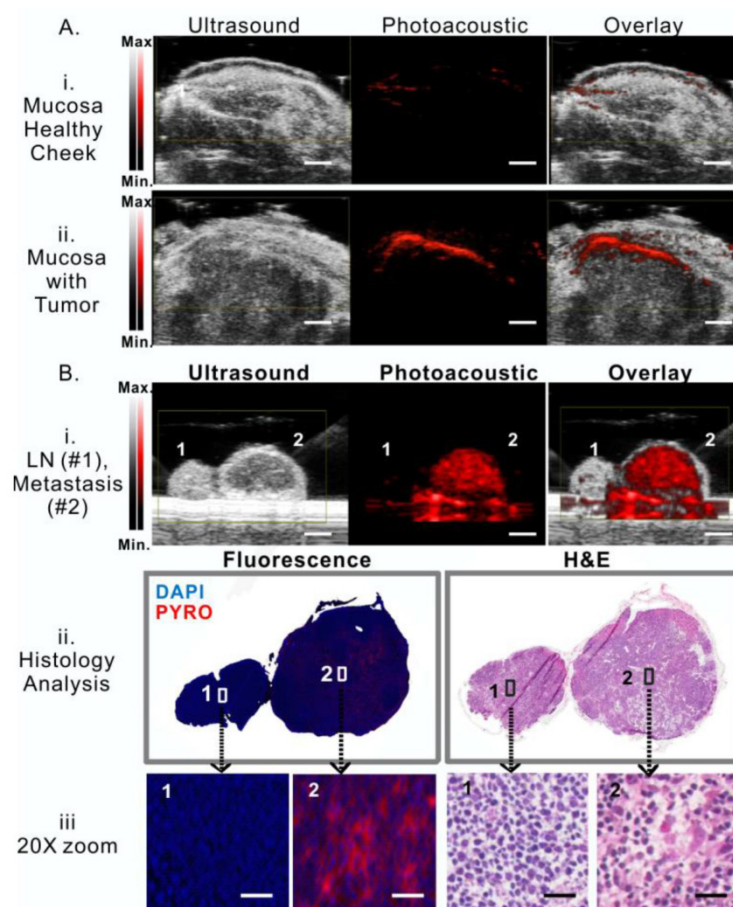 A.
Ultrasound Photoacoustic Overlay
Max
i.
Mucosa
Healthy
Cheek
Min.
Max
ii.
Mucosa
with
Tumor
Min.
B.
Ultrasound Photoacoustic Overlay
Max.
1 2 1 2 1 2
i.
LN (#1),
Metastasis
(#2)
Min.
Fluorescence H&E
DAPI
PYRO
ii.
Histology
Analysis
1 2 1 2
iii
20X zoom
1 2 1 2